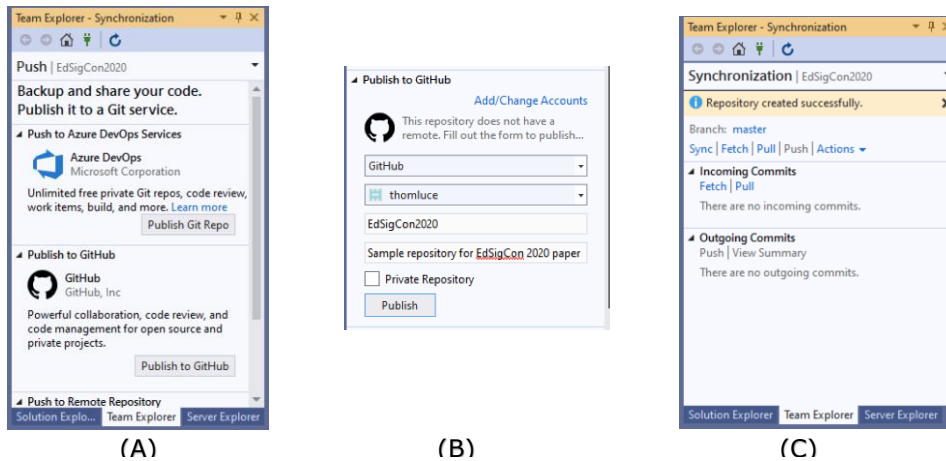 Team Explorer - Synchronization
Push | EdSigCon2020
Backup and share your code.
Publish it to a Git service.
Push to Azure DevOps Services
Azure DevOps
Microsoft Corporation
Unlimited free private Git repos, code review,
work items, build, and more. Learn more
Publish Git Repo
Publish to GitHub
GitHub
GitHub, Inc
Powerful collaboration, code review, and
code management for open source and
private projects.
Publish to GitHub
Push to Remote Repository
Solution Explo... Team Explorer Server Explorer
(A)
Publish to GitHub
Add/Change Accounts
This repository does not have a
remote. Fill out the form to publish...
GitHub
thomluce
EdSigCon2020
Sample repository for EdSigCon 2020 paper
Private Repository
Publish
(B)
Team Explorer - Synchronization
Synchronization | EdSigCon2020
Repository created successfully.
Branch: master
Sync | Fetch | Pull | Push | Actions
Incoming Commits
Fetch | Pull
There are no incoming commits.
Outgoing Commits
Push | View Summary
There are no outgoing commits.
Solution Explorer Team Explorer Server Explorer
(C)